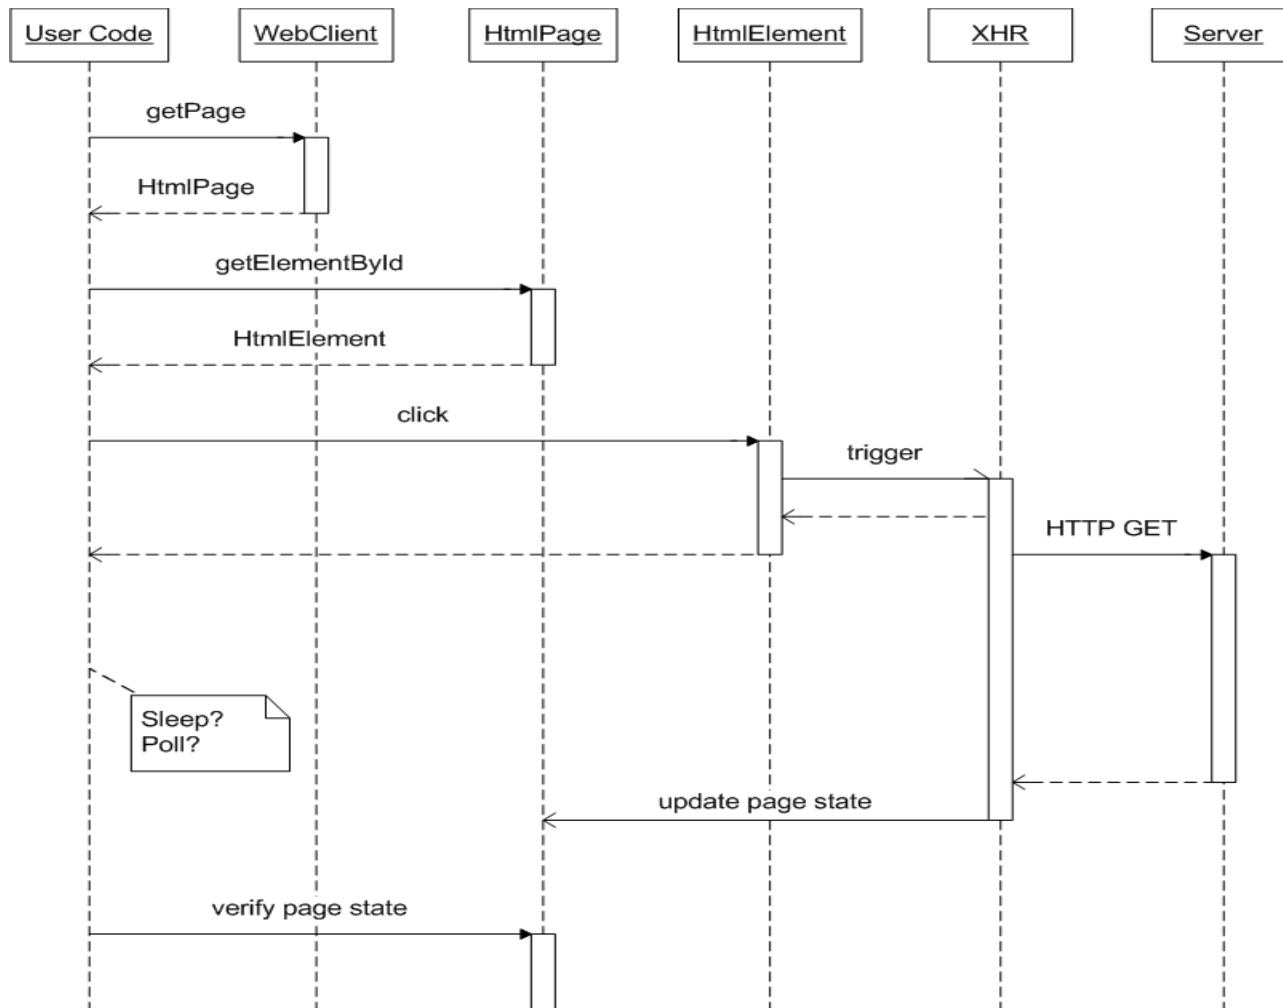 User Code
WebClient
HtmlPage
HtmlElement
XHR
Server
getPage
HtmlPage
getElementById
HtmlElement
click
trigger
HTTP GET
Sleep?
Poll?
update page state
verify page state